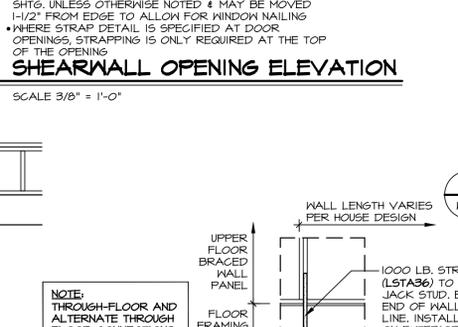 SHTG. UNLESS OTHERWISE NOTED & MAY BE MOVED
1-1/2" FROM EDGE TO ALLOW FOR WINDOW NAILING
•WHERE STRAP DETAIL IS SPECIFIED AT DOOR
OPENINGS, STRAPPING IS ONLY REQUIRED AT THE TOP
OF THE OPENING
SHEARWALL OPENING ELEVATION
SCALE 3/8" = 1'-0"
WALL LENGTH VARIES
PER HOUSE DESIGN
UPPER
FLOOR
BRACED
WALL
PANEL
FLOOR
FRAMING
1000 LB. STR
(LSTA36) TO
JACK STUD, E
END OF WALL
LINE. INSTALL
NOTE:
THROUGH-FLOOR AND
ALTERNATE THROUGH